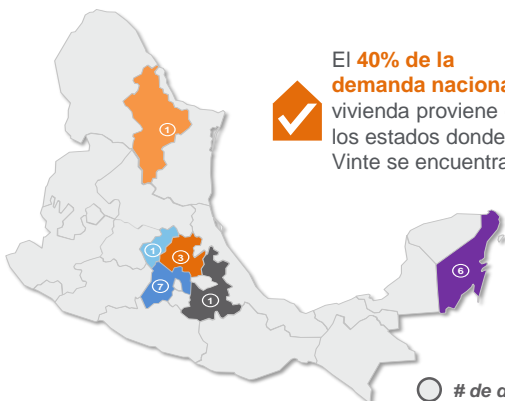 El 40% de la
demanda nacional
vivienda proviene
los estados donde
Vinte se encuentra
1
1
3
7
1
6
# de d